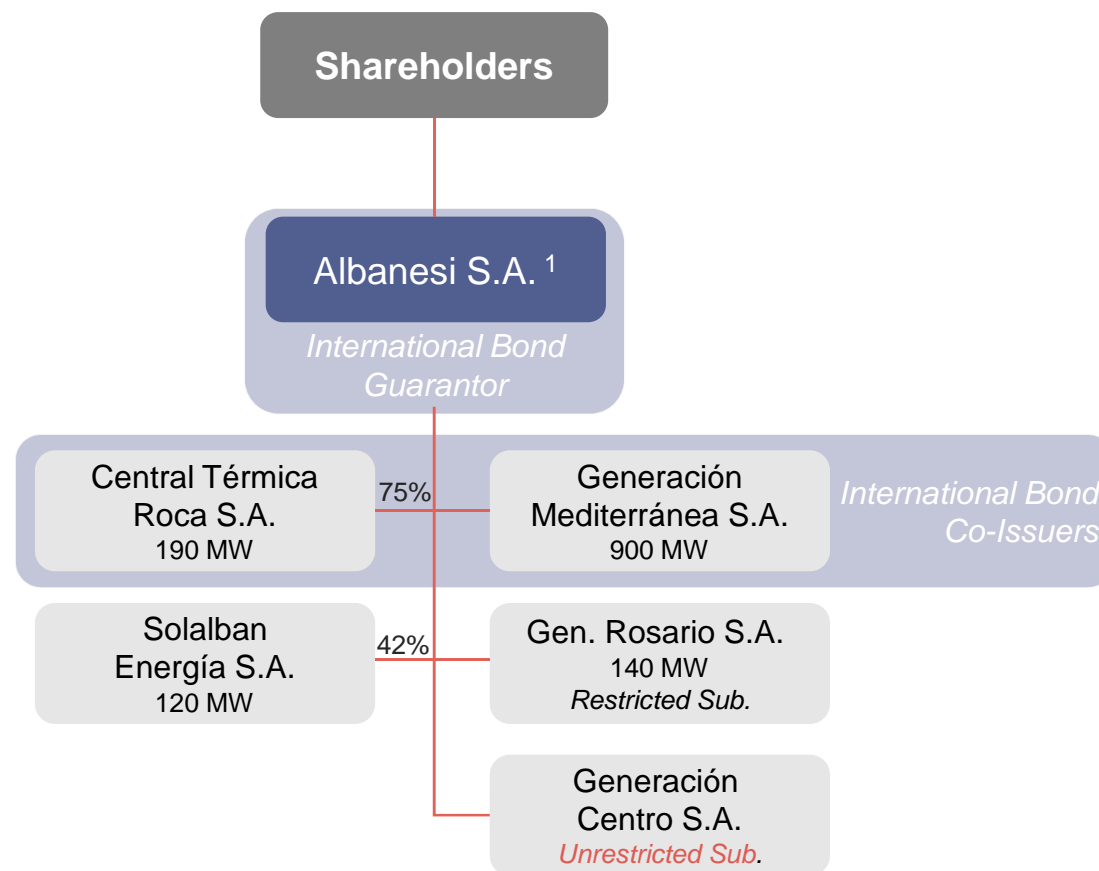 Shareholders
Albanesi S.A. 1
International Bond
Guarantor
Central Térmica
Roca S.A.
190 MW
75%
Generación
Mediterránea S.A.
900 MW
International Bond
Co-Issuers
Solalban
Energía S.A.
120 MW
42%
Gen. Rosario S.A.
140 MW
Restricted Sub.
Generación
Centro S.A.
Unrestricted Sub.